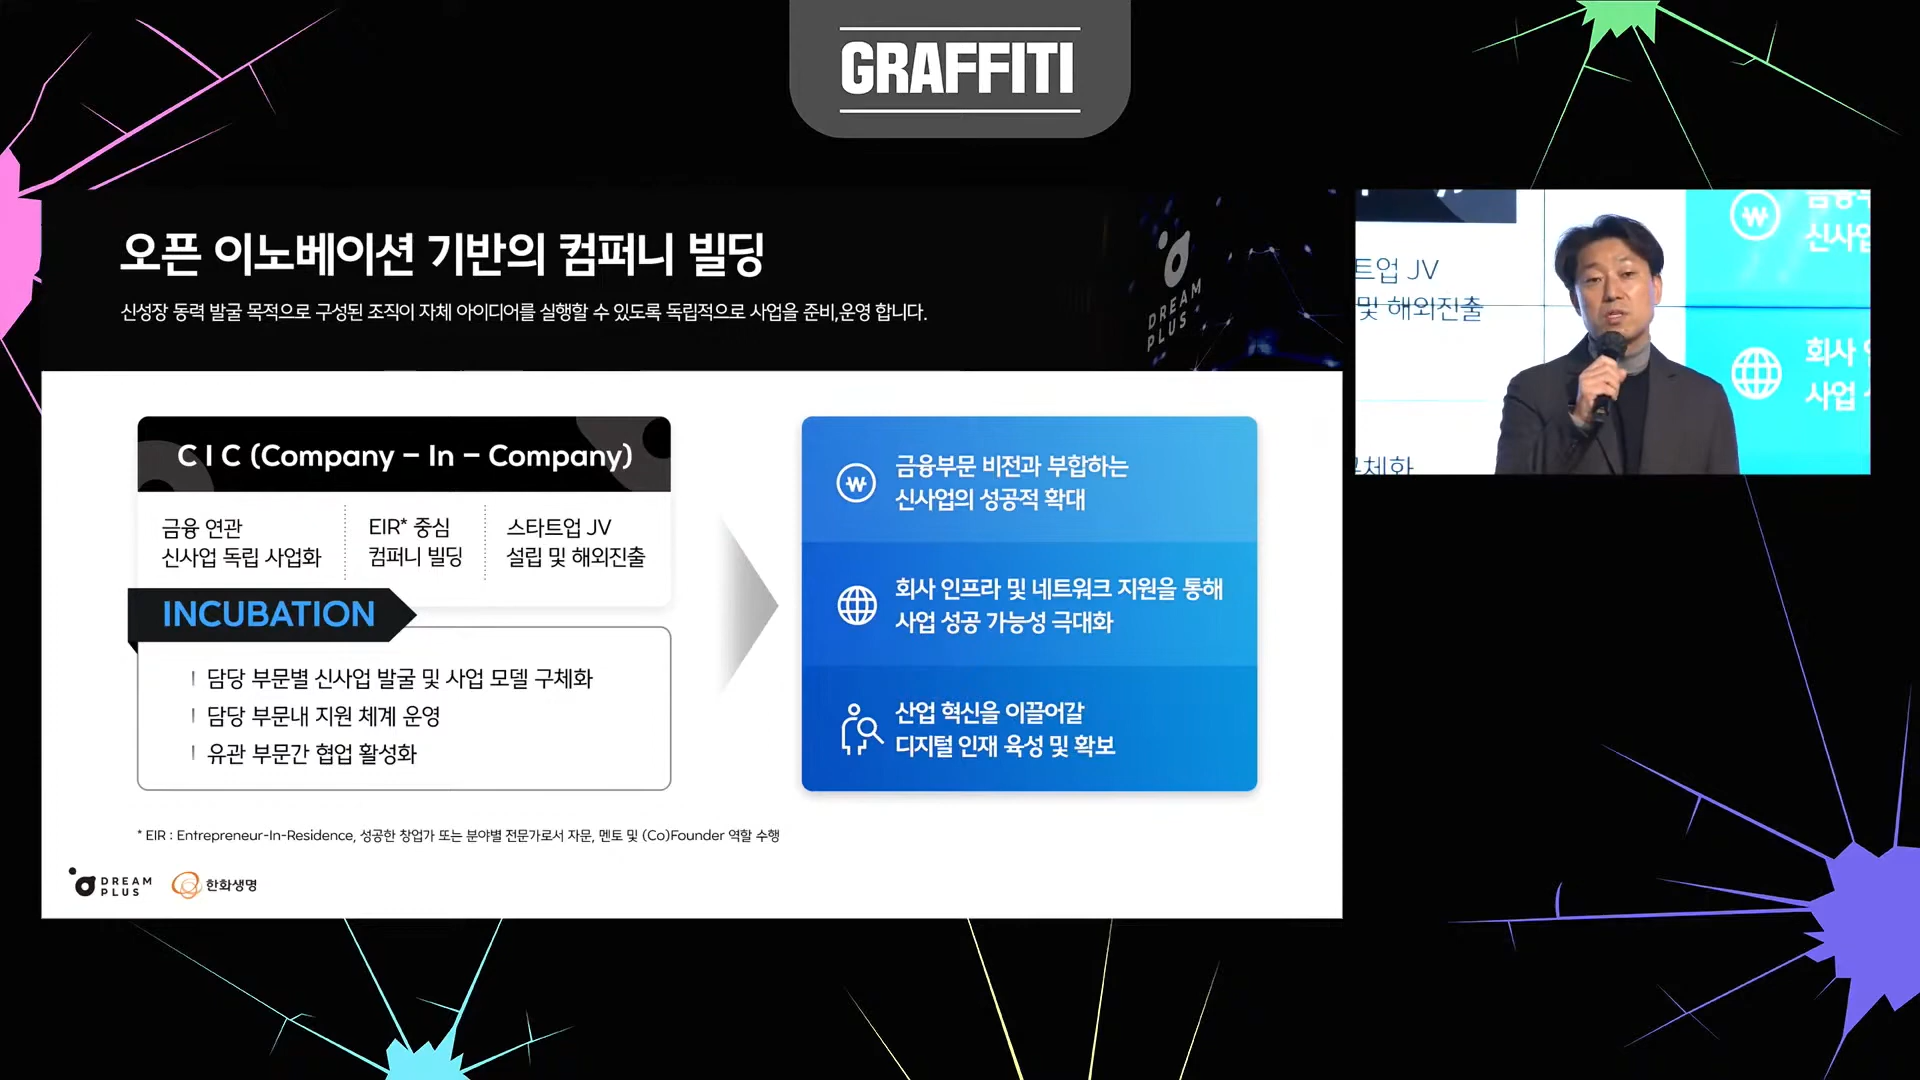 GRAFFITI
오픈 이노베이션 기반의 컴퍼니 빌딩
신성장 동력 발굴 목적으로 구성된 조직이 자체 아이디어를 실행할 수 있도록 독립적으로 사업을 준비,운영 합니다.
DREAM
PLUS
C I C (Company – In – Company)
금융 연관
신사업 독립 사업화
EIR* 중심
컴퍼니 빌딩
스타트업 JV
설립 및 해외진출
INCUBATION
담당 부문별 신사업 발굴 및 사업 모델 구체화
담당 부문내 지원 체계 운영
유관 부문간 협업 활성화
금융부문 비전과 부합하는
신사업의 성공적 확대
회사 인프라 및 네트워크 지원을 통해
사업 성공 가능성 극대화
산업 혁신을 이끌어갈
디지털 인재 육성 및 확보
* EIR : Entrepreneur-In-Residence, 성공한 창업가 또는 분야별 전문가로서 자문, 멘토 및 (Co)Founder 역할 수행
DREAM
PLUS
한화생명
트업 JV
및 해외진출
신사업
회사
사업